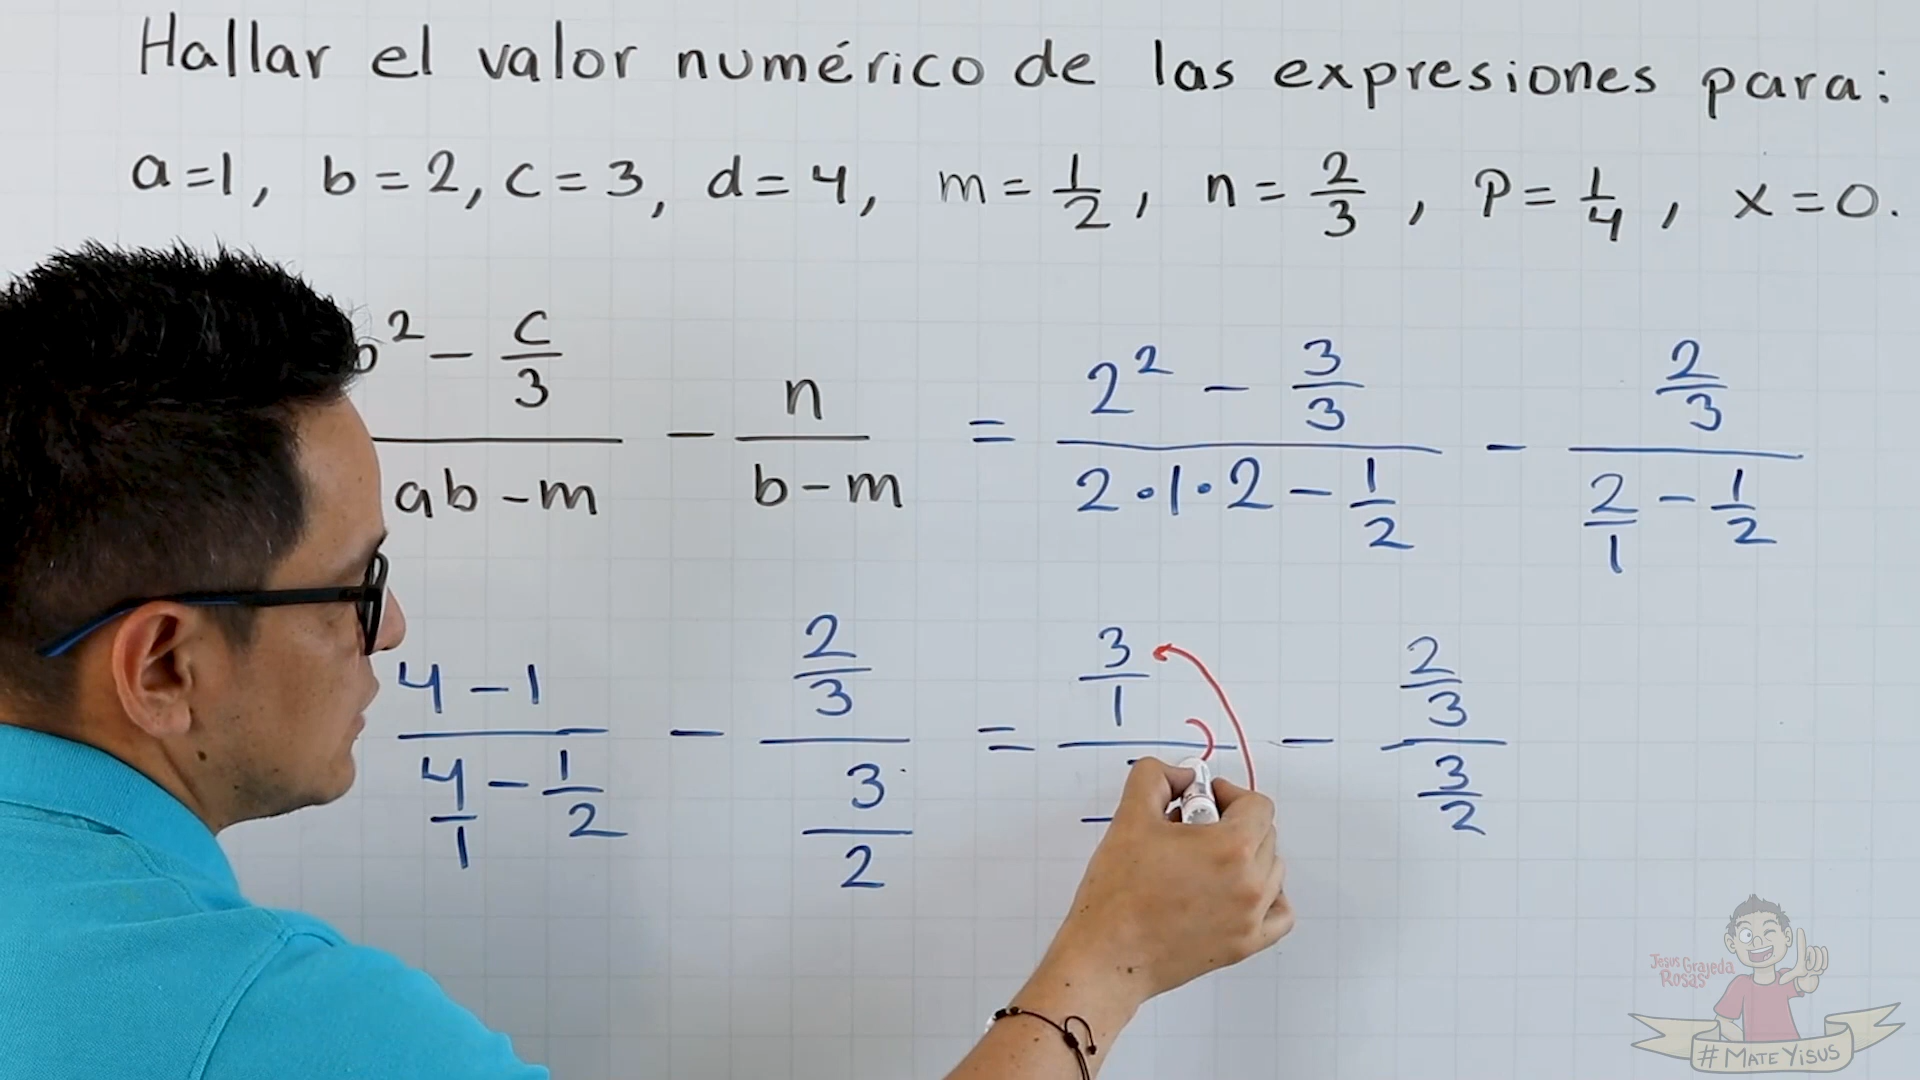 Hallar el valor numérico de las expresiones para:
a=1, b=2, c=3, d=4, m=1/2, n=2/3, p=1/4, x=0.
b² - c/3 / ab-m - n / b-m = 2² - 3/3 / 2·1·2 - 1/2 - 2/3 / 2/1 - 1/2
4-1 / 4/1 - 1/2 - 2/3 / 3/2 = 3/1 - 2/3 / 3/2
Jesus Grajeda
Rosas
#MATEYISUS